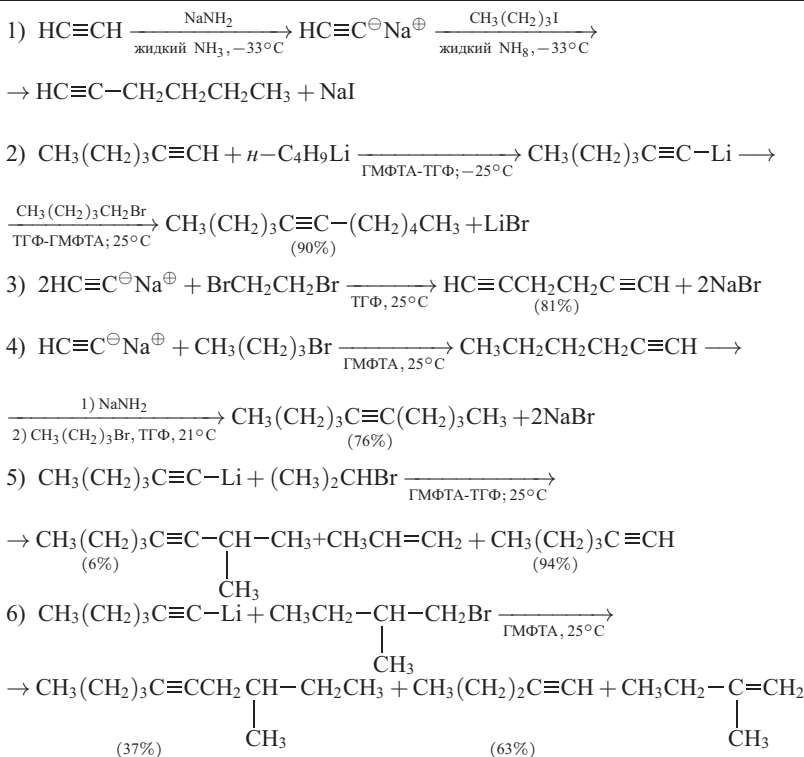 1) HC≡CH —NaNH₂ / жидкий NH₃, −33°C→ HC≡C⊖Na⊕ —CH₃(CH₂)₃I / жидкий NH₈, −33°C→
→ HC≡C−CH₂CH₂CH₂CH₃ + NaI
2) CH₃(CH₂)₃C≡CH + н−C₄H₉Li —ГМФТА-ТГФ; −25°C→ CH₃(CH₂)₃C≡C−Li ⟶
—CH₃(CH₂)₃CH₂Br / ТГФ-ГМФТА; 25°C→ CH₃(CH₂)₃C≡C−(CH₂)₄CH₃ + LiBr
(90%)
3) 2HC≡C⊖Na⊕ + BrCH₂CH₂Br —ТГФ, 25°C→ HC≡CCH₂CH₂C≡CH + 2NaBr
(81%)
4) HC≡C⊖Na⊕ + CH₃(CH₂)₃Br —ГМФТА, 25°C→ CH₃CH₂CH₂CH₂C≡CH ⟶
—1) NaNH₂ / 2) CH₃(CH₂)₃Br, ТГФ, 21°C→ CH₃(CH₂)₃C≡C(CH₂)₃CH₃ + 2NaBr
(76%)
5) CH₃(CH₂)₃C≡C−Li + (CH₃)₂CHBr —ГМФТА-ТГФ; 25°C→
→ CH₃(CH₂)₃C≡C−CH−CH₃+CH₃CH=CH₂ + CH₃(CH₂)₃C≡CH
(6%) (94%)
CH₃
6) CH₃(CH₂)₃C≡C−Li + CH₃CH₂−CH−CH₂Br —ГМФТА, 25°C→
CH₃
→ CH₃(CH₂)₃C≡CCH₂CH−CH₂CH₃ + CH₃(CH₂)₂C≡CH + CH₃CH₂−C=CH₂
CH₃ CH₃
(37%) (63%)